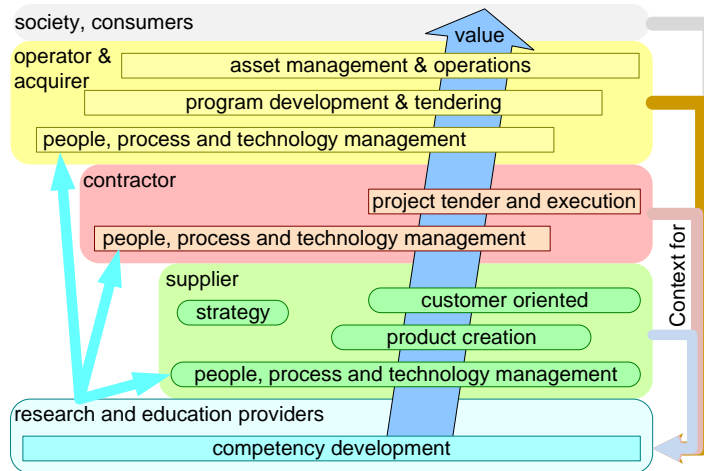 society, consumers
value
operator &
acquirer
asset management & operations
program development & tendering
people, process and technology management
contractor
project tender and execution
people, process and technology management
supplier
customer oriented
strategy
product creation
people, process and technology management
Context for
research and education providers
competency development